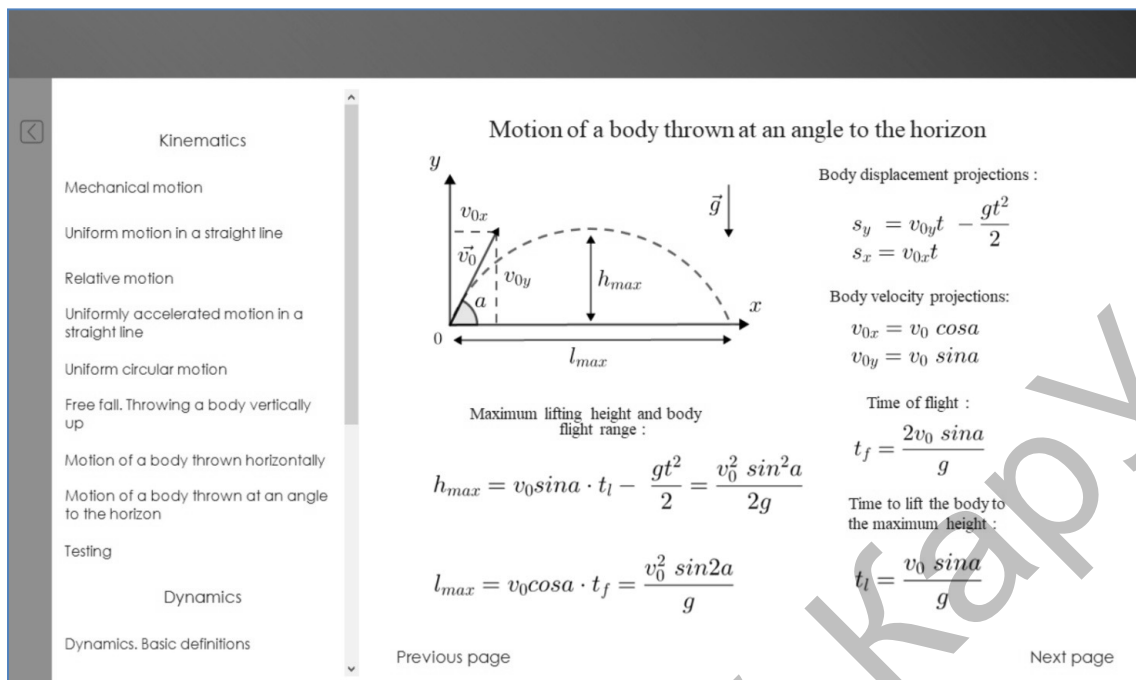 Kinematics
Mechanical motion
Uniform motion in a straight line
Relative motion
Uniformly accelerated motion in a
straight line
Uniform circular motion
Free fall. Throwing a body vertically
up
Motion of a body thrown horizontally
Motion of a body thrown at an angle
to the horizon
Testing
Dynamics
Dynamics. Basic definitions
Motion of a body thrown at an angle to the horizon
y
v₀ₓ
v⃗₀
v₀y
a
hmax
g⃗
x
0
lmax
Maximum lifting height and body
flight range :
hmax = v₀sina · tₗ − gt²/2 = v₀² sin²a/2g
lmax = v₀cosa · t_f = v₀² sin2a/g
Body displacement projections :
s_y = v₀yt − gt²/2
sₓ = v₀ₓt
Body velocity projections:
v₀ₓ = v₀ cosa
v₀y = v₀ sina
Time of flight :
t_f = 2v₀ sina/g
Time to lift the body to
the maximum height :
tₗ = v₀ sina/g
Previous page
Next page